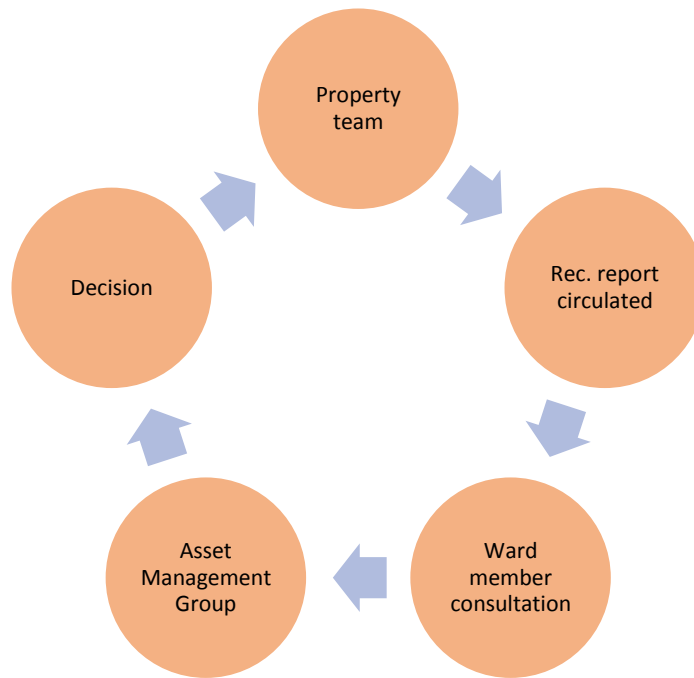 Property
team
Rec. report
circulated
Ward
member
consultation
Asset
Management
Group
Decision